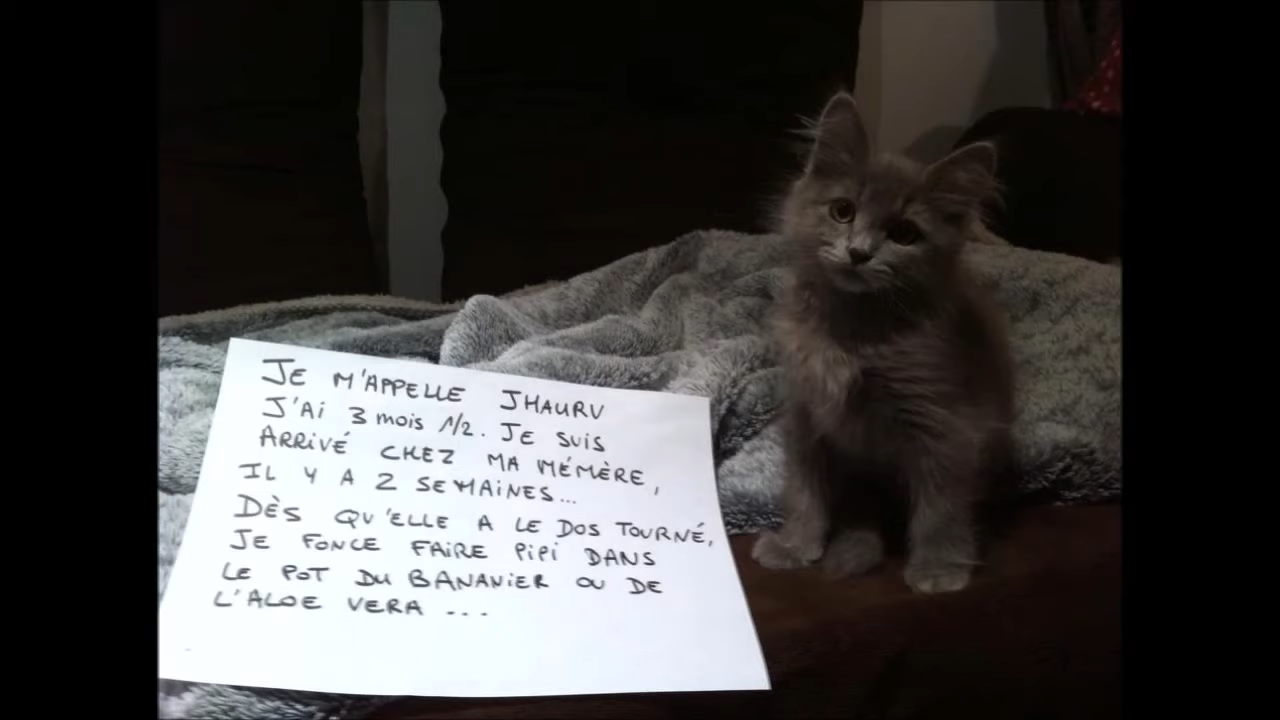 JE M'APPELLE JHAURV
J'Ai 3 mois 1/2. JE SUiS
ARRiVÉ CHEZ MA MÉMÈRE,
IL Y A 2 SEMAiNES...
DÈS QU'ELLE A LE DOS TOURNÉ,
JE FONCE FAiRE PiPi DANS
LE POT DU BANANiER OU DE
L'ALOE VERA ...